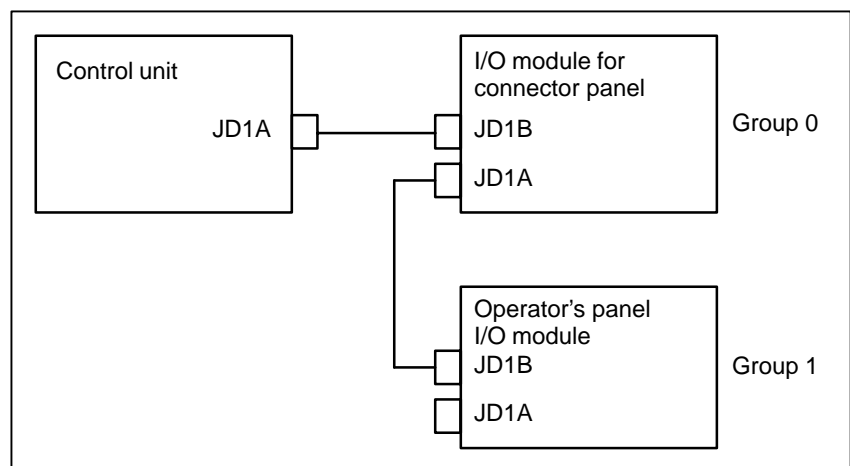 Control unit
JD1A
I/O module for
connector panel
JD1B
JD1A
Group 0
Operator's panel
I/O module
JD1B
JD1A
Group 1